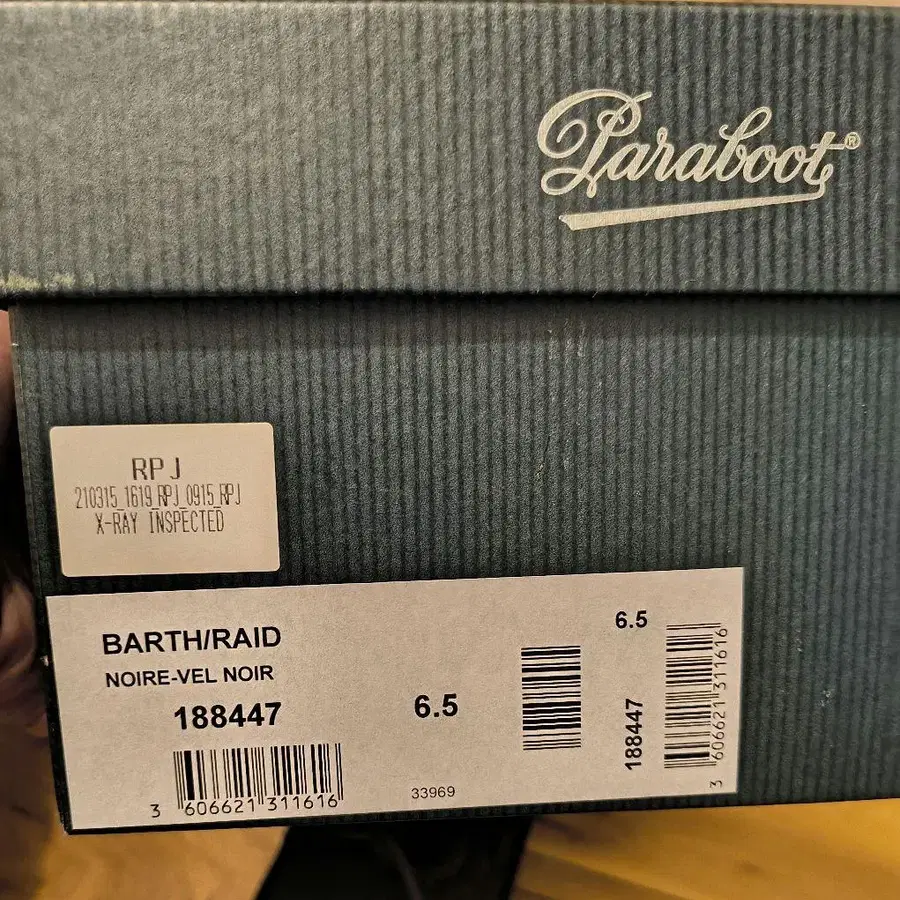 Paraboot®
RPJ
210315_1619_RPJ_0915_RPJ
X-RAY INSPECTED
BARTH/RAID
NOIRE-VEL NOIR
188447
6.5
3 606621 311616
33969
6.5
188447
3 606621 311616